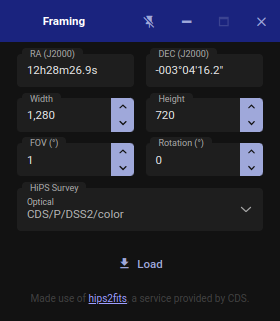 Framing
RA (J2000) DEC (J2000)
12h28m26.9s -003°04'16.2"
Width Height
1,280 720
FOV (°) Rotation (°)
1 0
HiPS Survey
Optical
CDS/P/DSS2/color
Load
Made use of hips2fits, a service provided by CDS.